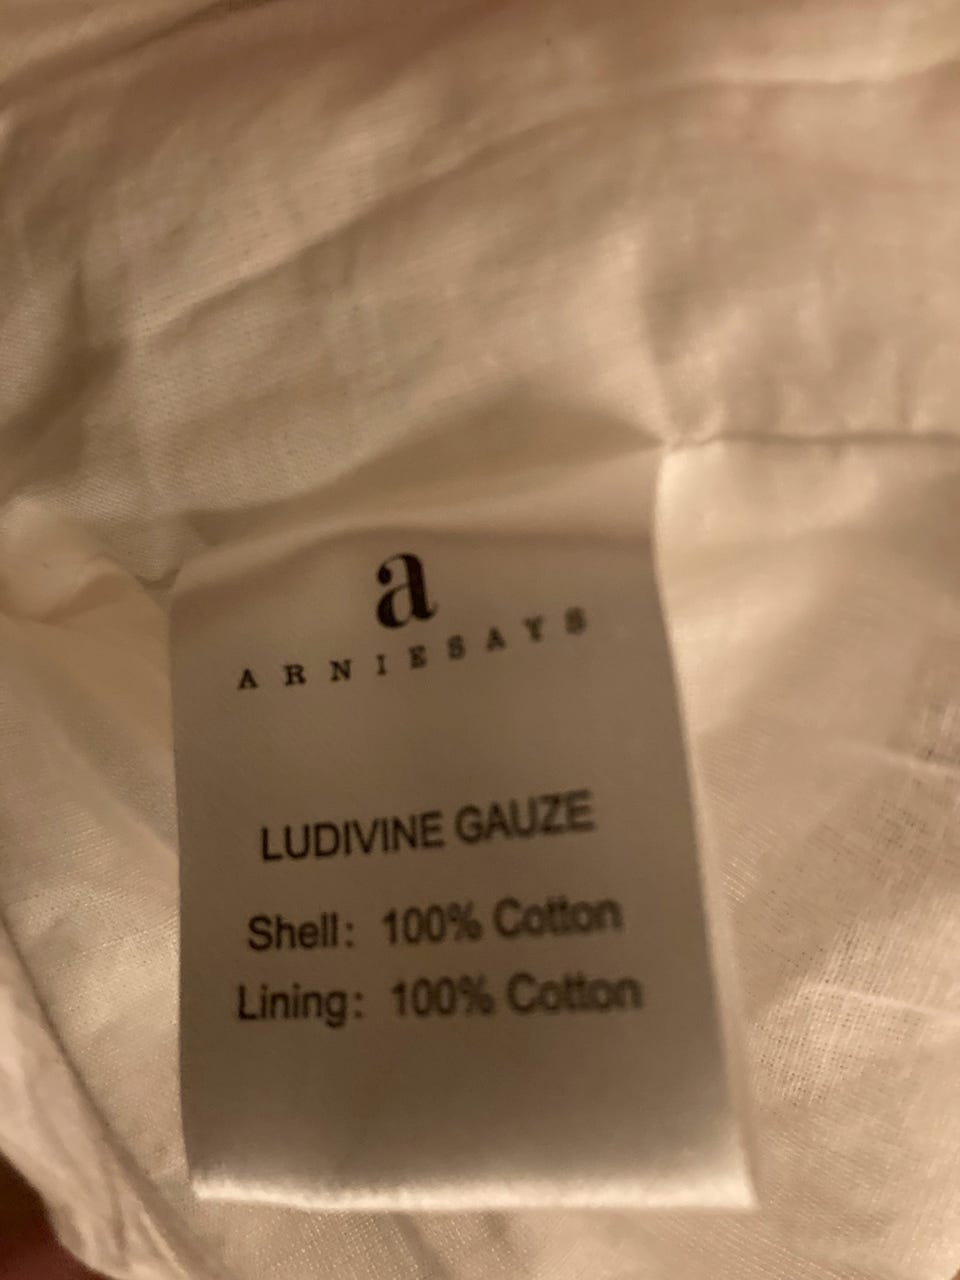 a
ARNIESAYS
LUDIVINE GAUZE
Shell: 100% Cotton
Lining: 100% Cotton